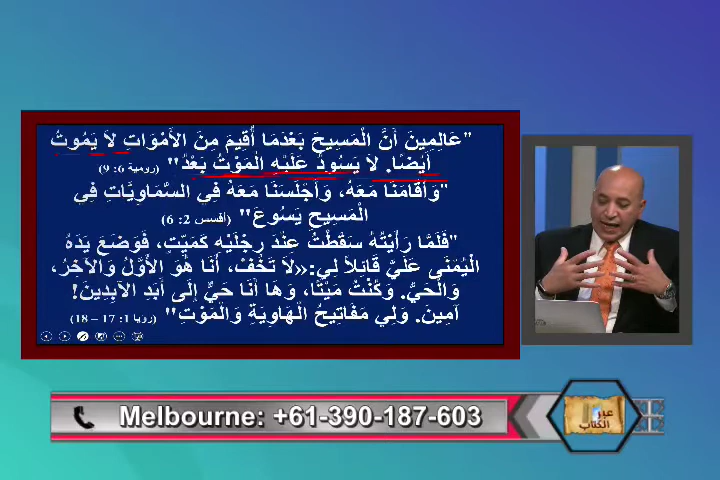 "عَالِمِينَ أَنَّ الْمَسِيحَ بَعْدَمَا أُقِيمَ مِنَ الأَمْوَاتِ لاَ يَمُوتُ
أَيْضًا. لاَ يَسُودُ عَلَيْهِ الْمَوْتُ بَعْدُ" (رومية 6: 9)
"وَأَقَامَنَا مَعَهُ، وَأَجْلَسَنَا مَعَهُ فِي السَّمَاوِيَّاتِ فِي
الْمَسِيحِ يَسُوعَ" (أفسس 2: 6)
"فَلَمَّا رَأَيْتُهُ سَقَطْتُ عِنْدَ رِجْلَيْهِ كَمَيِّتٍ، فَوَضَعَ يَدَهُ
الْيُمْنَى عَلَيَّ قَائِلاً لِي:«لاَ تَخَفْ، أَنَا هُوَ الأَوَّلُ وَالآخِرُ،
وَالْحَيُّ. وَكُنْتُ مَيْتًا، وَهَا أَنَا حَيٌّ إِلَى أَبَدِ الآبِدِينَ!
آمِينَ. وَلِي مَفَاتِيحُ الْهَاوِيَةِ وَالْمَوْتِ" (رؤيا 1: 17 – 18)
Melbourne: +61-390-187-603
عبر
الكتاب